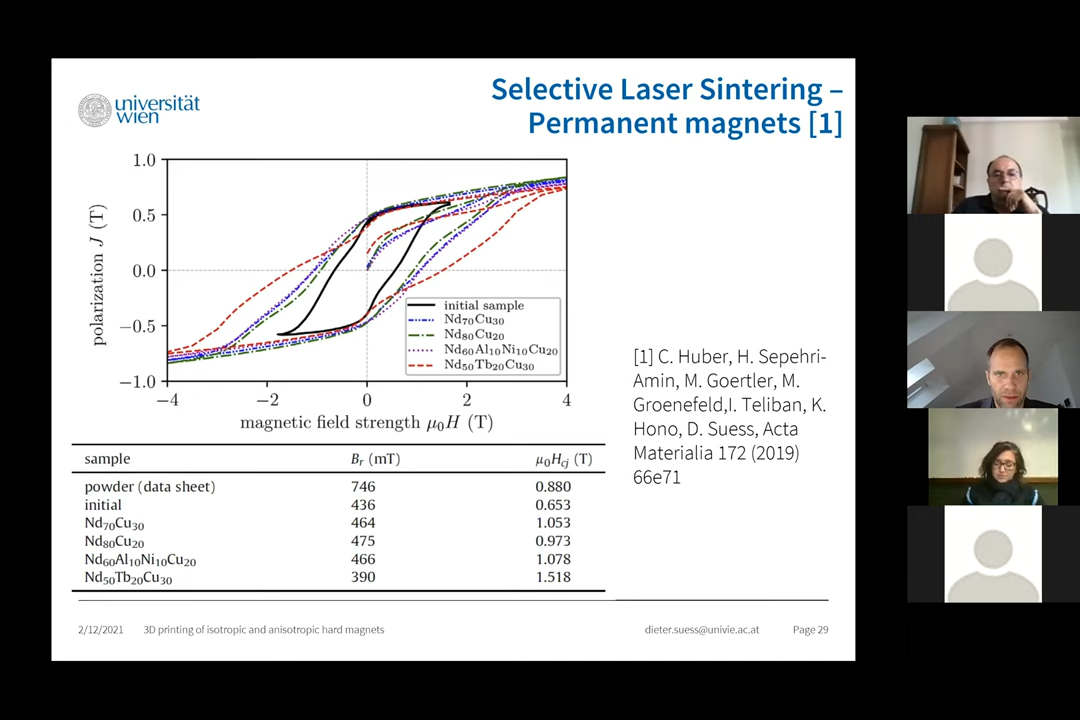 universität
wien
Selective Laser Sintering –
Permanent magnets [1]
1.0
0.5
0.0
−0.5
−1.0
polarization J (T)
−4 −2 0 2 4
magnetic field strength μ₀H (T)
initial sample
Nd₇₀Cu₃₀
Nd₈₀Cu₂₀
Nd₆₀Al₁₀Ni₁₀Cu₂₀
Nd₅₀Tb₂₀Cu₃₀
[1] C. Huber, H. Sepehri-
Amin, M. Goertler, M.
Groenefeld,I. Teliban, K.
Hono, D. Suess, Acta
Materialia 172 (2019)
66e71
sample Bᵣ (mT) μ₀H_cj (T)
powder (data sheet) 746 0.880
initial 436 0.653
Nd₇₀Cu₃₀ 464 1.053
Nd₈₀Cu₂₀ 475 0.973
Nd₆₀Al₁₀Ni₁₀Cu₂₀ 466 1.078
Nd₅₀Tb₂₀Cu₃₀ 390 1.518
2/12/2021 3D printing of isotropic and anisotropic hard magnets dieter.suess@univie.ac.at Page 29